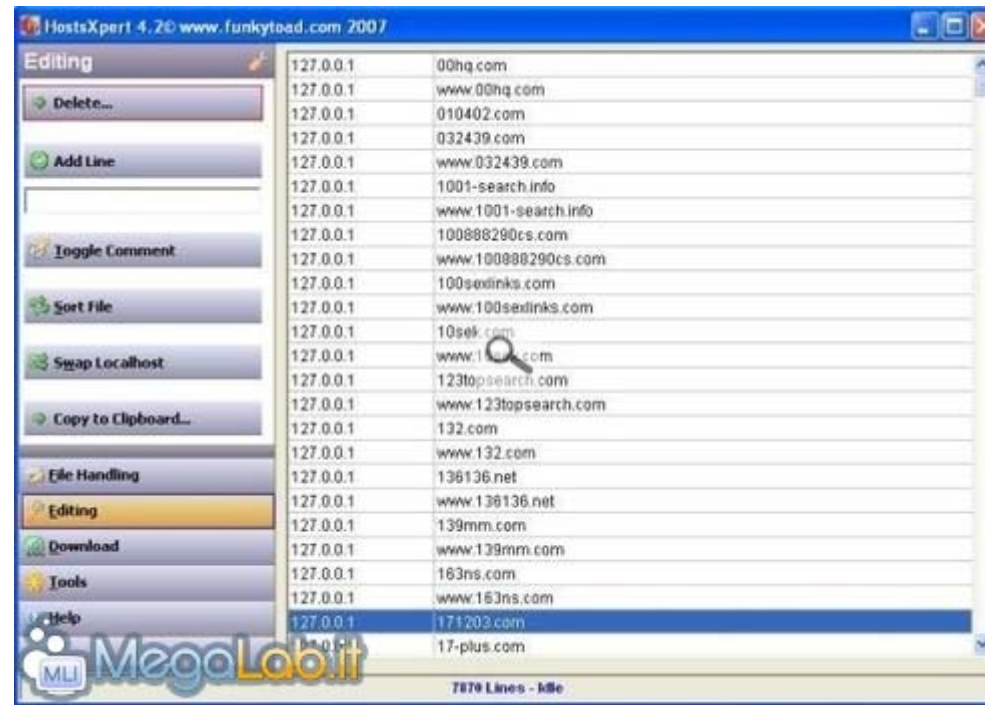 HostsXpert 4.2© www.funkytoad.com 2007
Editing
Delete...
Add Line
Toggle Comment
Sort File
Swap Localhost
Copy to Clipboard...
File Handling
Editing
Download
Tools
Help
127.0.0.1 00hq.com
127.0.0.1 www.00hq.com
127.0.0.1 010402.com
127.0.0.1 032439.com
127.0.0.1 www.032439.com
127.0.0.1 1001-search.info
127.0.0.1 www.1001-search.info
127.0.0.1 100888290cs.com
127.0.0.1 www.100888290cs.com
127.0.0.1 100sexlinks.com
127.0.0.1 www.100sexlinks.com
127.0.0.1 10sek.com
127.0.0.1
127.0.0.1 123topsearch.com
127.0.0.1 www.123topsearch.com
127.0.0.1 132.com
127.0.0.1 www.132.com
127.0.0.1 136136.net
127.0.0.1 www.136136.net
127.0.0.1 139mm.com
127.0.0.1 www.139mm.com
127.0.0.1 163ns.com
127.0.0.1 www.163ns.com
127.0.0.1 171203.com
17-plus.com
MLI MegaLab.it
7870 Lines - Idle